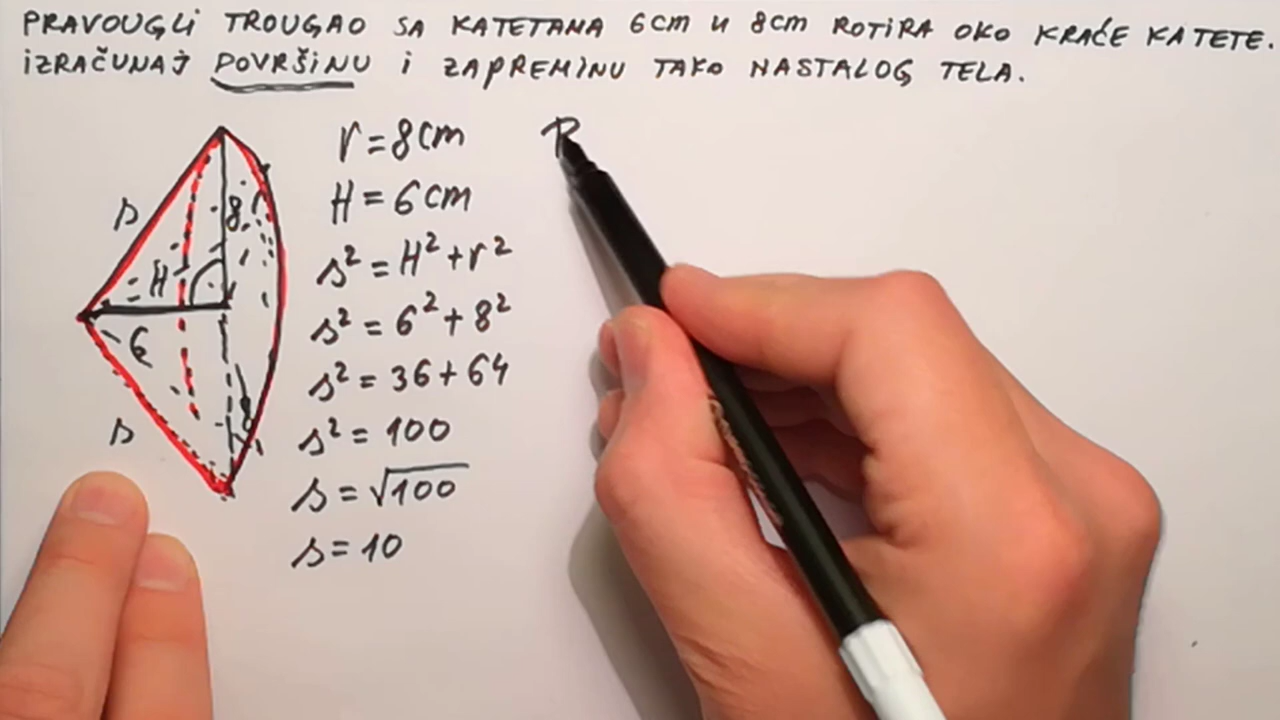 PRAVOUGLI TROUGAO SA KATETANA 6cm u 8cm ROTIRA OKO KRAĆE KATETE.
IZRAČUNAJ POVRŠINU i ZAPREMINU TAKO NASTALOG TELA.
r = 8cm
H = 6cm
s² = H² + r²
s² = 6² + 8²
s² = 36 + 64
s² = 100
s = √100
s = 10
s
8
H
6
s
8
P